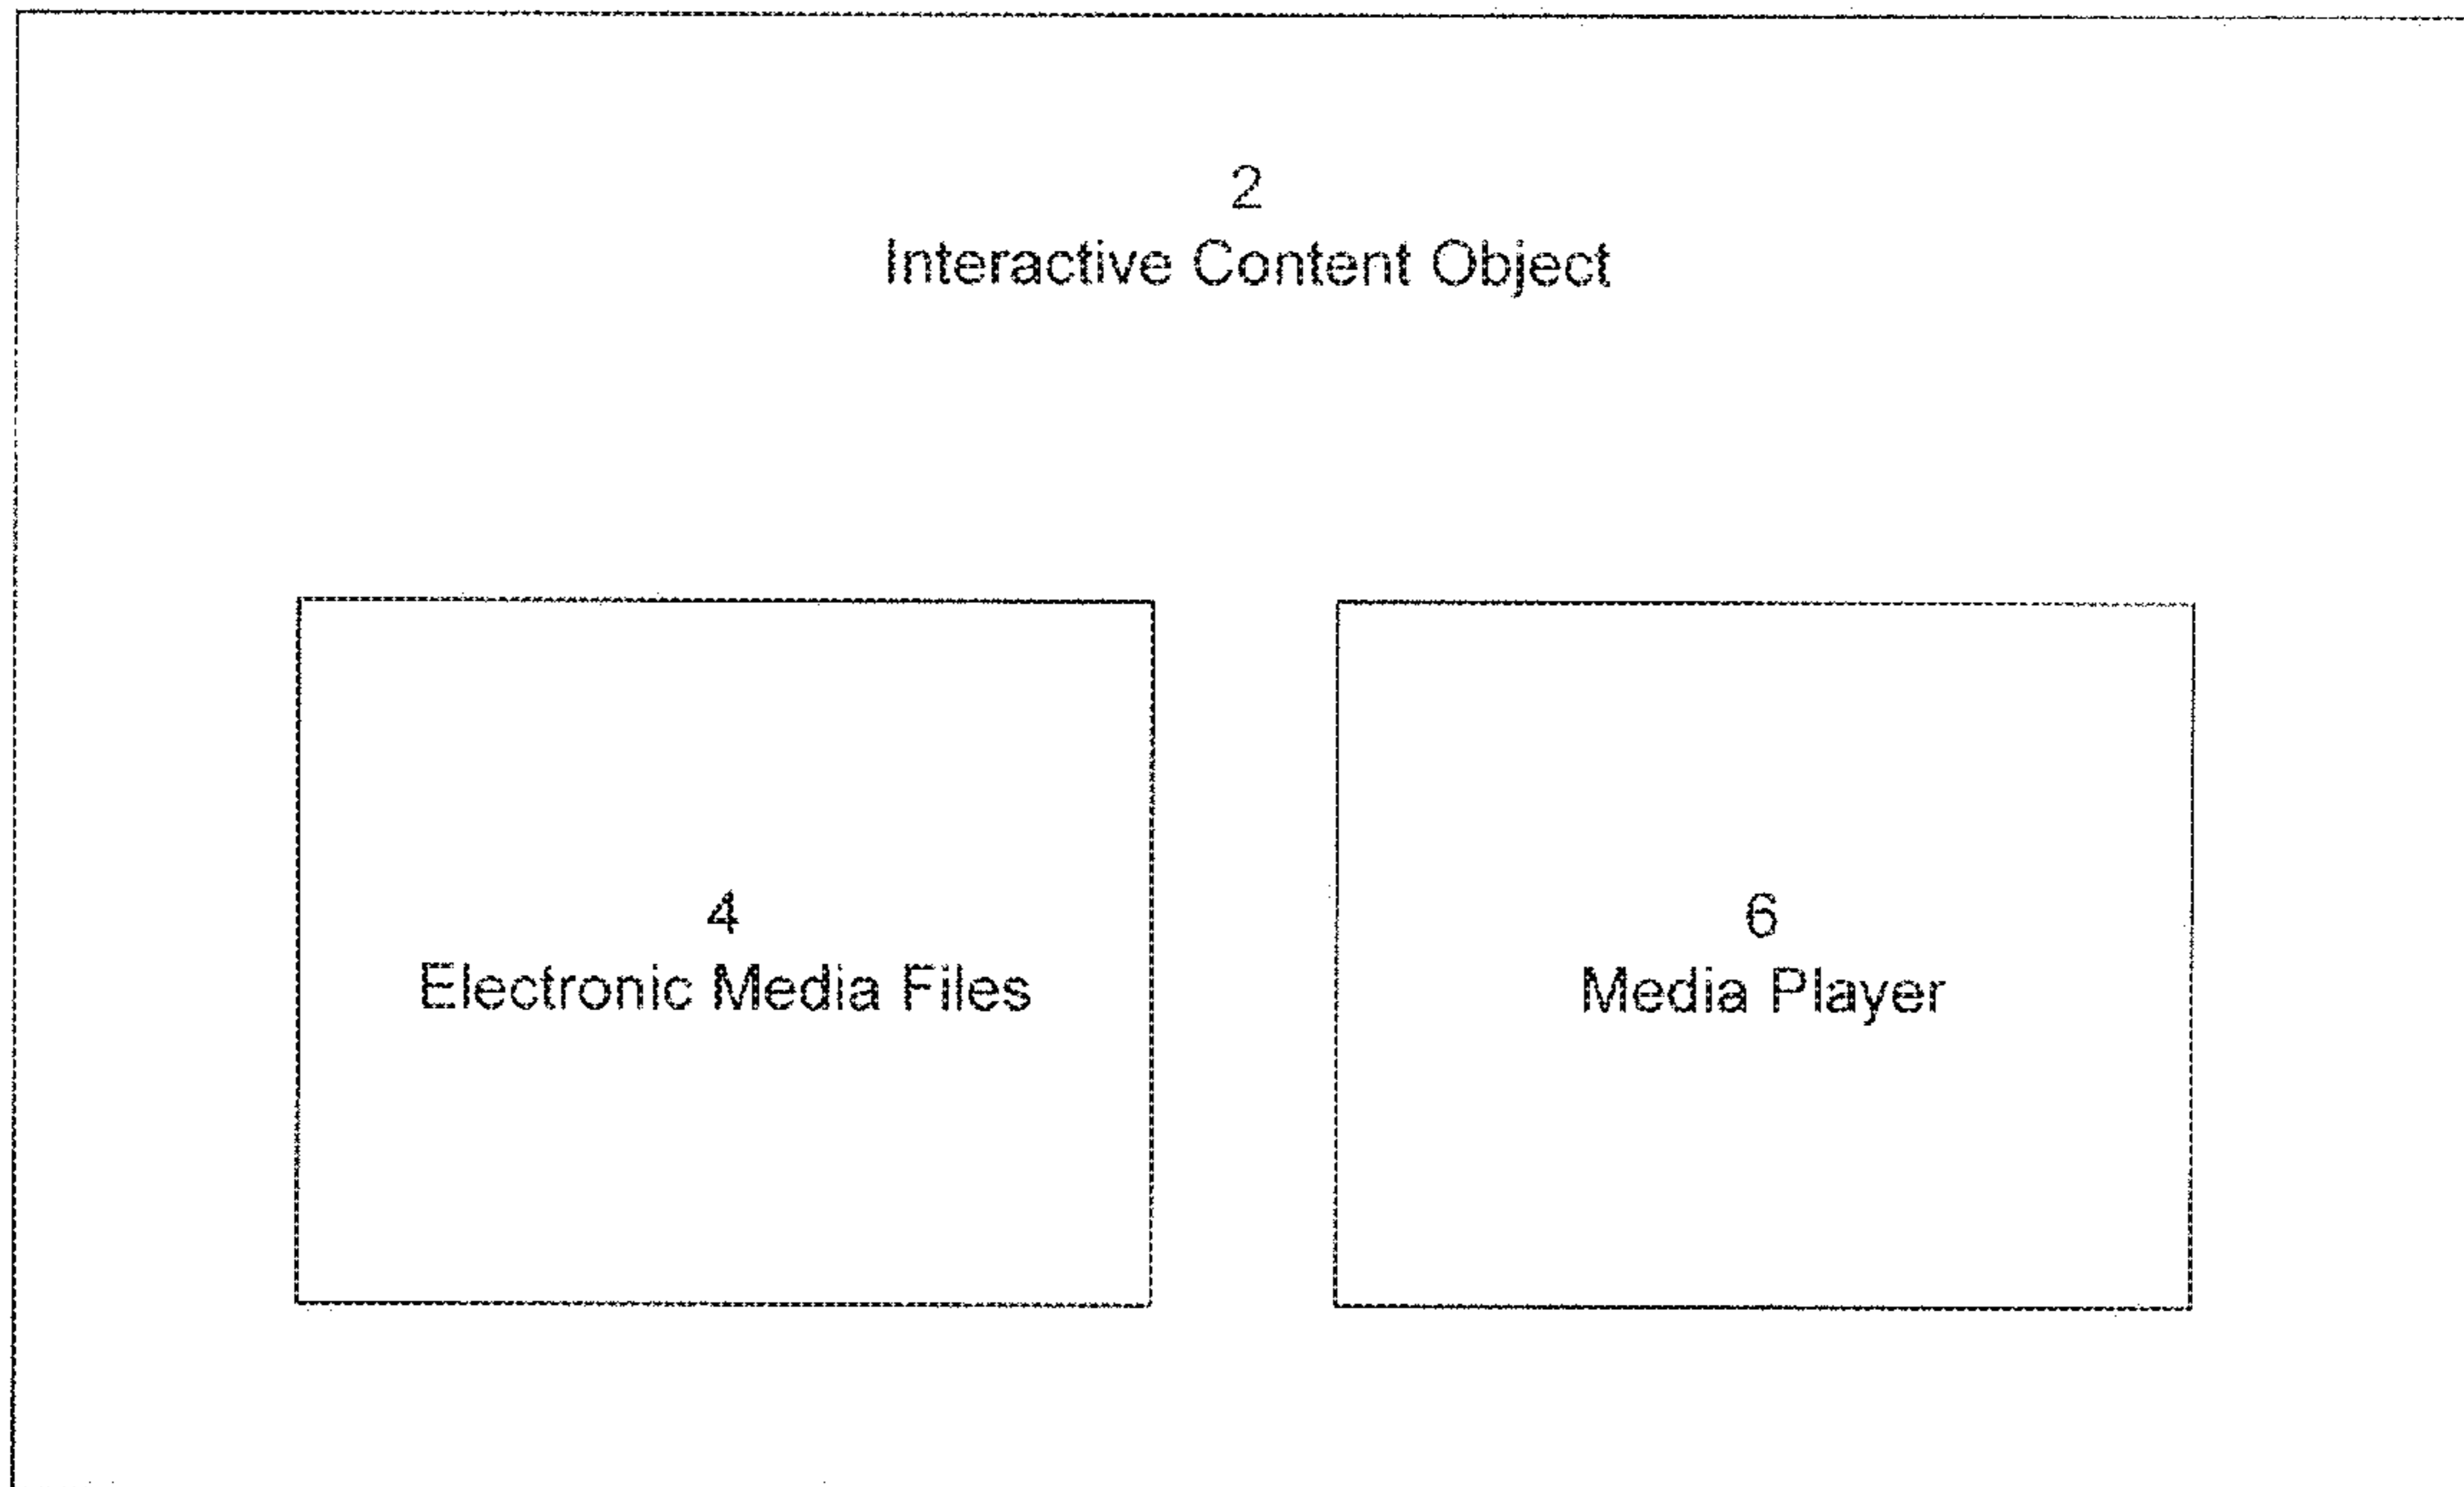 2
Interactive Content Object
4
Electronic Media Files
6
Media Player